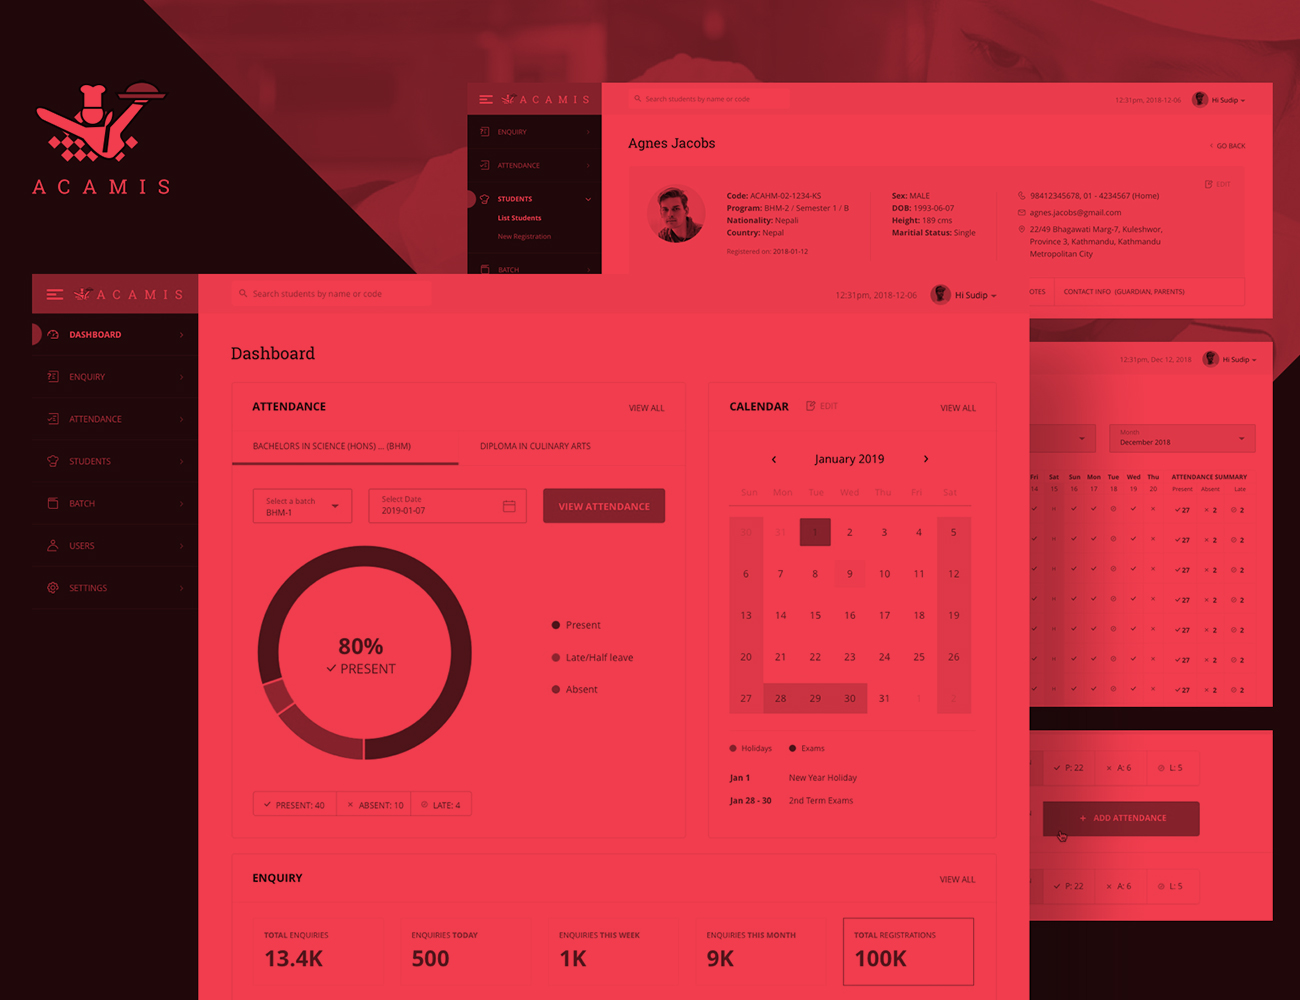 ACAMIS
ACAMIS
Search students by name or code
12:31pm, 2018-12-06
Hi Sudip
ENQUIRY
ATTENDANCE
STUDENTS
List Students
New Registration
BATCH
Agnes Jacobs
GO BACK
EDIT
Code: ACAHM-02-1234-KS
Program: BHM-2 / Semester 1 / B
Nationality: Nepali
Country: Nepal
Registered on: 2018-01-12
Sex: MALE
DOB: 1993-06-07
Height: 189 cms
Maritial Status: Single
98412345678, 01 - 4234567 (Home)
agnes.jacobs@gmail.com
22/49 Bhagawati Marg-7, Kuleshwor,
Province 3, Kathmandu, Kathmandu
Metropolitan City
OTES
CONTACT INFO (GUARDIAN, PARENTS)
ACAMIS
Search students by name or code
12:31pm, 2018-12-06
Hi Sudip
DASHBOARD
ENQUIRY
ATTENDANCE
STUDENTS
BATCH
USERS
SETTINGS
Dashboard
ATTENDANCE
VIEW ALL
BACHELORS IN SCIENCE (HONS) ... (BHM)
DIPLOMA IN CULINARY ARTS
Select a batch
BHM-1
Select Date
2019-01-07
VIEW ATTENDANCE
80%
✓ PRESENT
Present
Late/Half leave
Absent
✓ PRESENT: 40
× ABSENT: 10
LATE: 4
CALENDAR
EDIT
VIEW ALL
‹ January 2019 ›
Sun Mon Tue Wed Thu Fri Sat
30 31 1 2 3 4 5
6 7 8 9 10 11 12
13 14 15 16 17 18 19
20 21 22 23 24 25 26
27 28 29 30 31 1 2
Holidays
Exams
Jan 1 New Year Holiday
Jan 28 - 30 2nd Term Exams
ENQUIRY
VIEW ALL
TOTAL ENQUIRIES
13.4K
ENQUIRIES TODAY
500
ENQUIRIES THIS WEEK
1K
ENQUIRIES THIS MONTH
9K
TOTAL REGISTRATIONS
100K
12:31pm, Dec 12, 2018
Hi Sudip
Month
December 2018
Fri Sat Sun Mon Tue Wed Thu ATTENDANCE SUMMARY
14 15 16 17 18 19 20 Present Absent Late
✓ 27 × 2 2
✓ 27 × 2 2
✓ 27 × 2 2
✓ 27 × 2 2
✓ 27 × 2 2
✓ 27 × 2 2
✓ 27 × 2 2
✓ P: 22 × A: 6 L: 5
+ ADD ATTENDANCE
✓ P: 22 × A: 6 L: 5